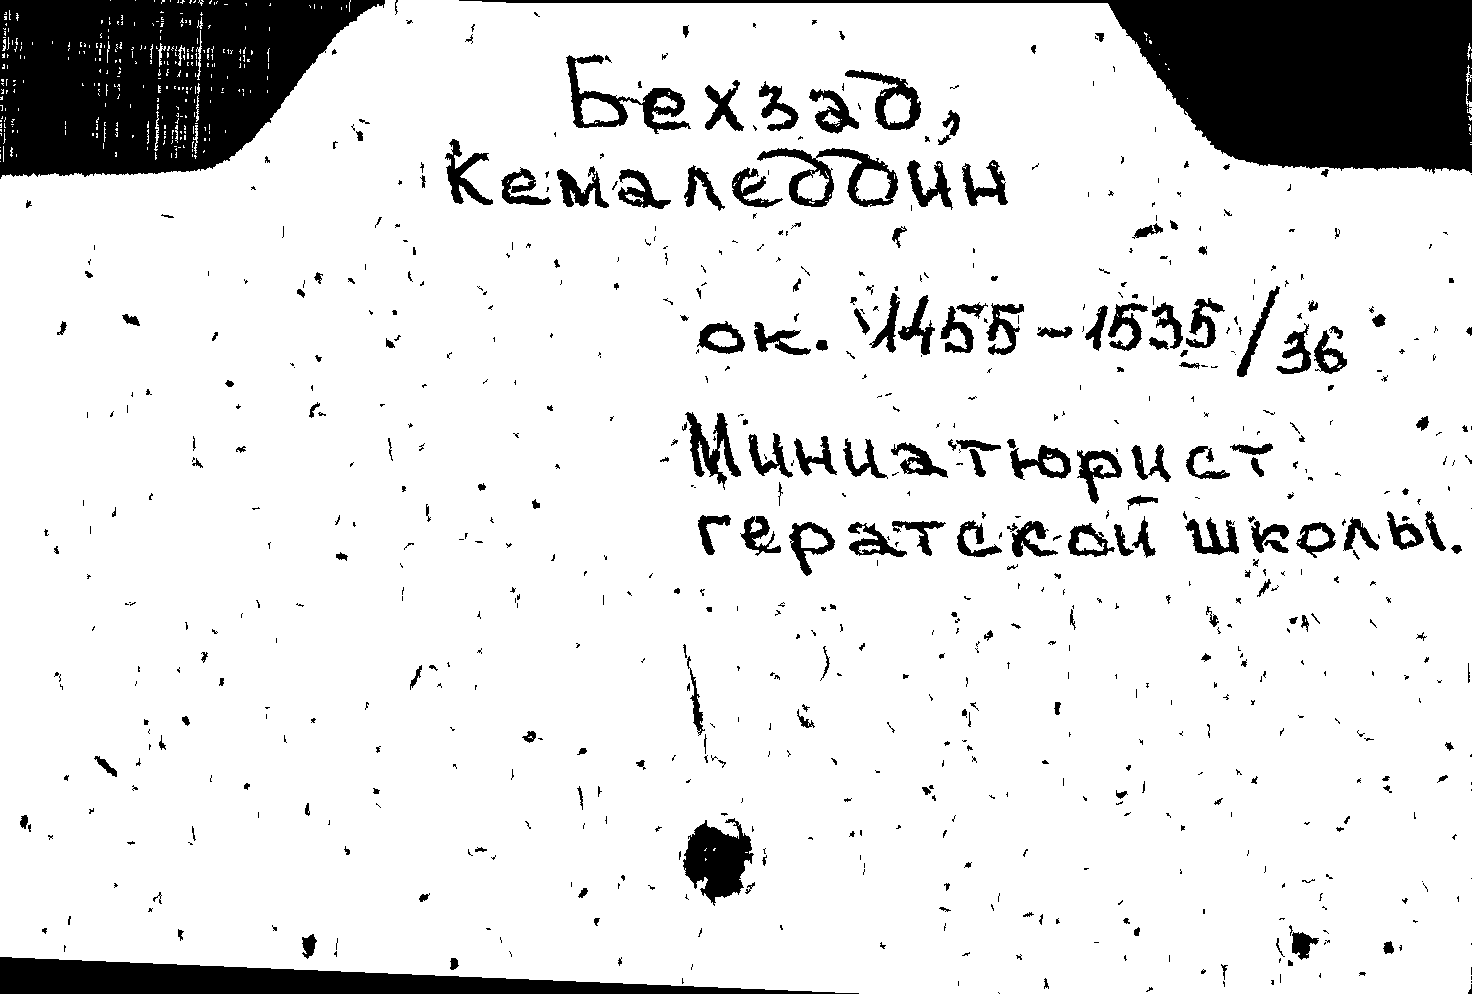 Бехзад,
Кемаледдин
ок. 1455-1535/36
Миниатюрист
гератской школы.